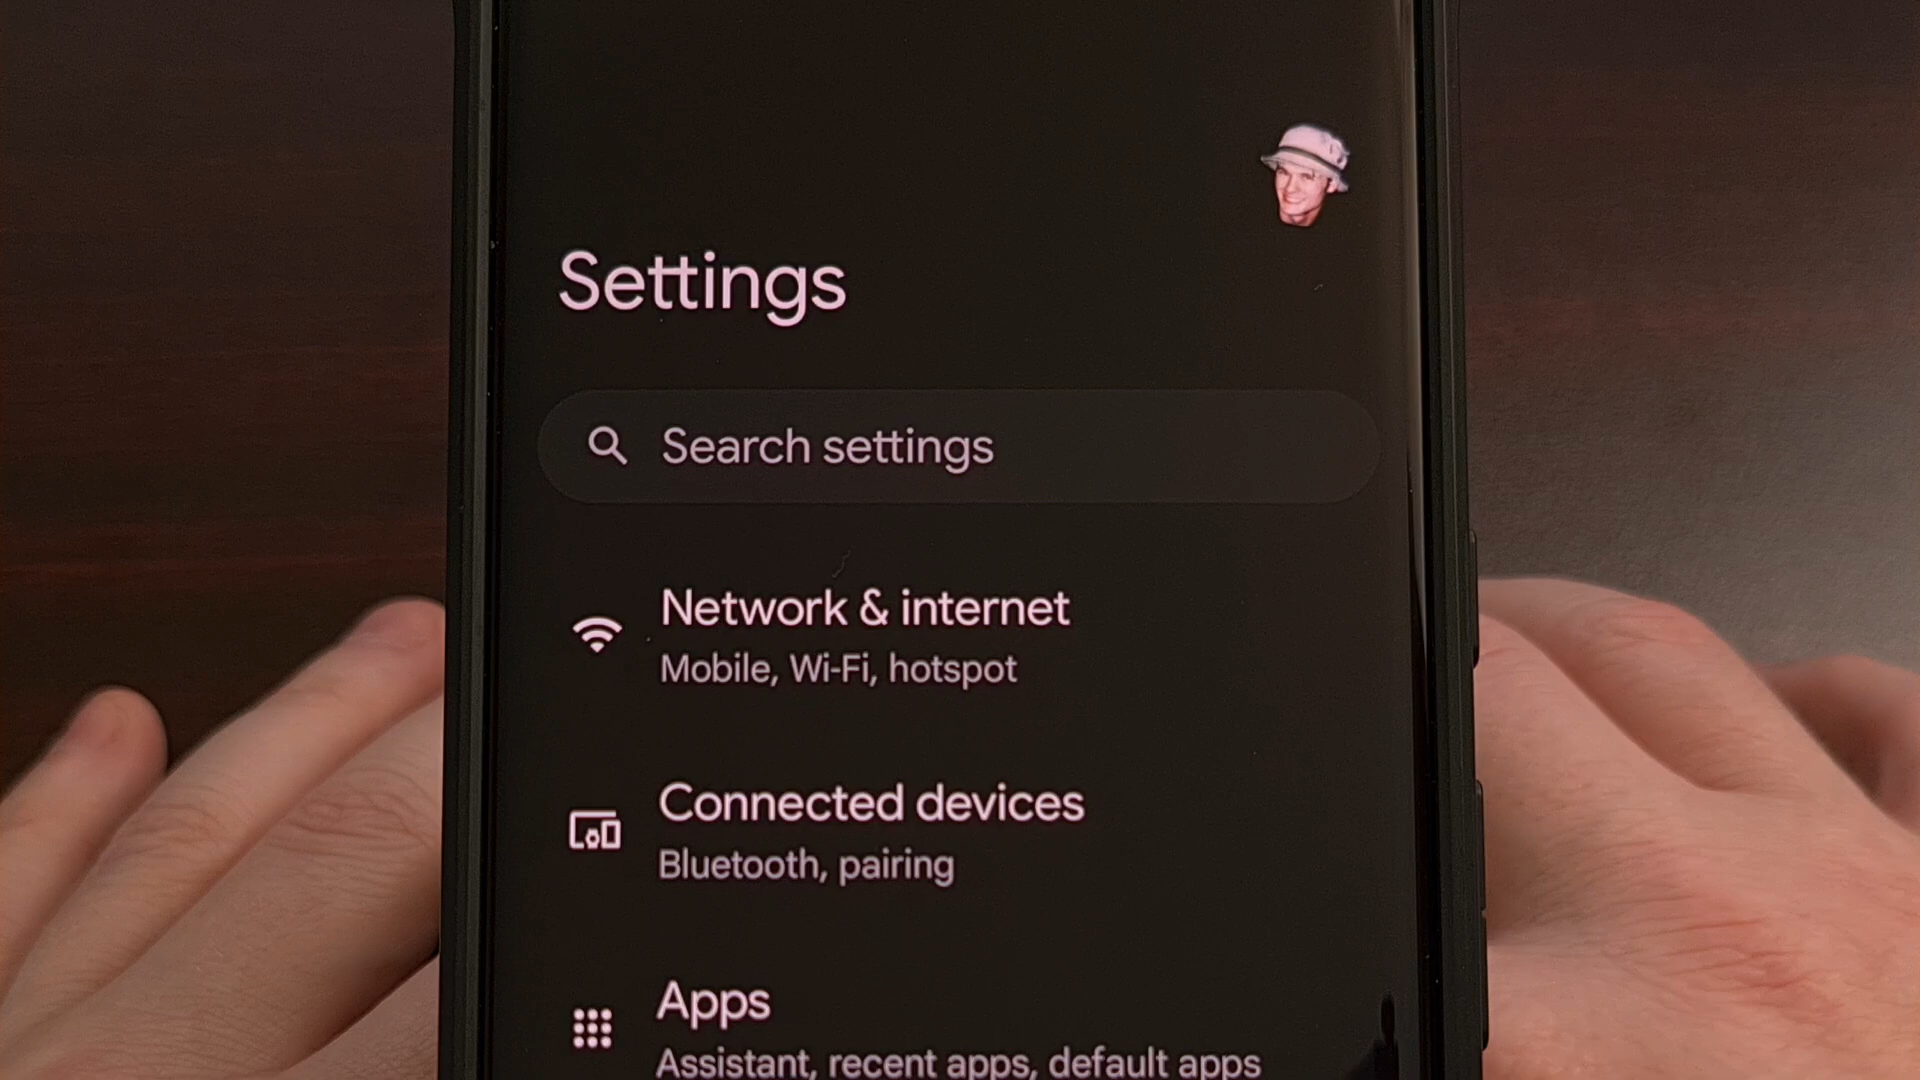 Settings
Search settings
Network & internet
Mobile, Wi-Fi, hotspot
Connected devices
Bluetooth, pairing
Apps
Assistant, recent apps, default apps